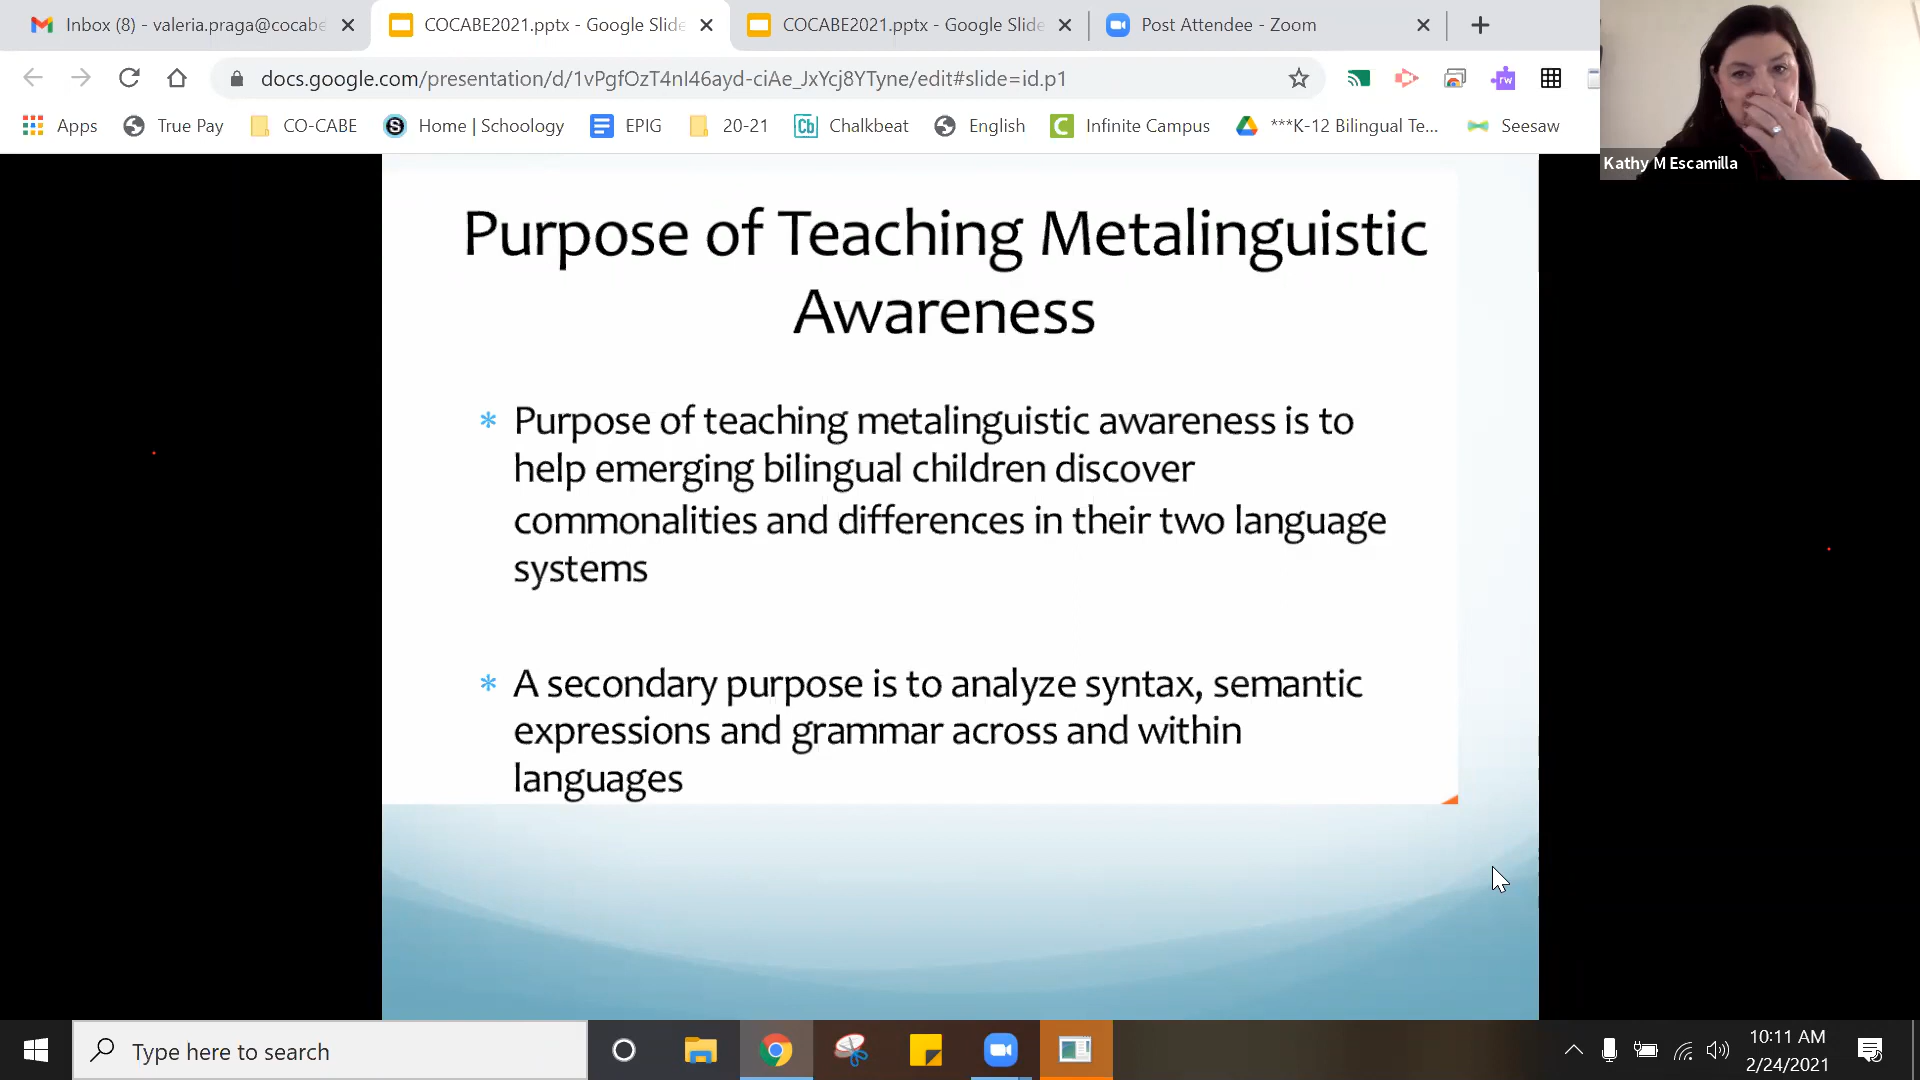 Inbox (8) - valeria.praga@cocabe
COCABE2021.pptx - Google Slide
COCABE2021.pptx - Google Slide
Post Attendee - Zoom
docs.google.com/presentation/d/1vPgfOzT4nI46ayd-ciAe_JxYcj8YTyne/edit#slide=id.p1
rw
Apps
True Pay
CO-CABE
S
Home | Schoology
EPIG
20-21
Cb
Chalkbeat
English
C
Infinite Campus
***K-12 Bilingual Te...
Seesaw
Kathy M Escamilla
Purpose of Teaching Metalinguistic
Awareness
* Purpose of teaching metalinguistic awareness is to
help emerging bilingual children discover
commonalities and differences in their two language
systems
* A secondary purpose is to analyze syntax, semantic
expressions and grammar across and within
languages
Type here to search
10:11 AM
2/24/2021